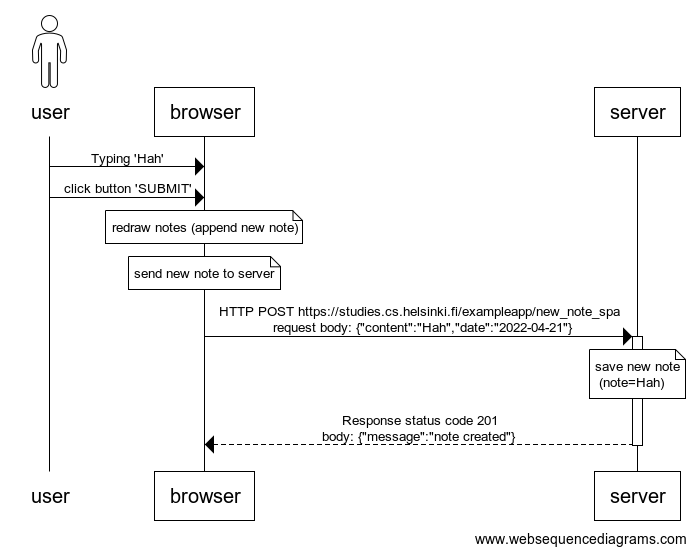 user
browser
server
Typing 'Hah'
click button 'SUBMIT'
redraw notes (append new note)
send new note to server
HTTP POST https://studies.cs.helsinki.fi/exampleapp/new_note_spa
request body: {"content":"Hah","date":"2022-04-21"}
save new note
(note=Hah)
Response status code 201
body: {"message":"note created"}
user
browser
server
www.websequencediagrams.com